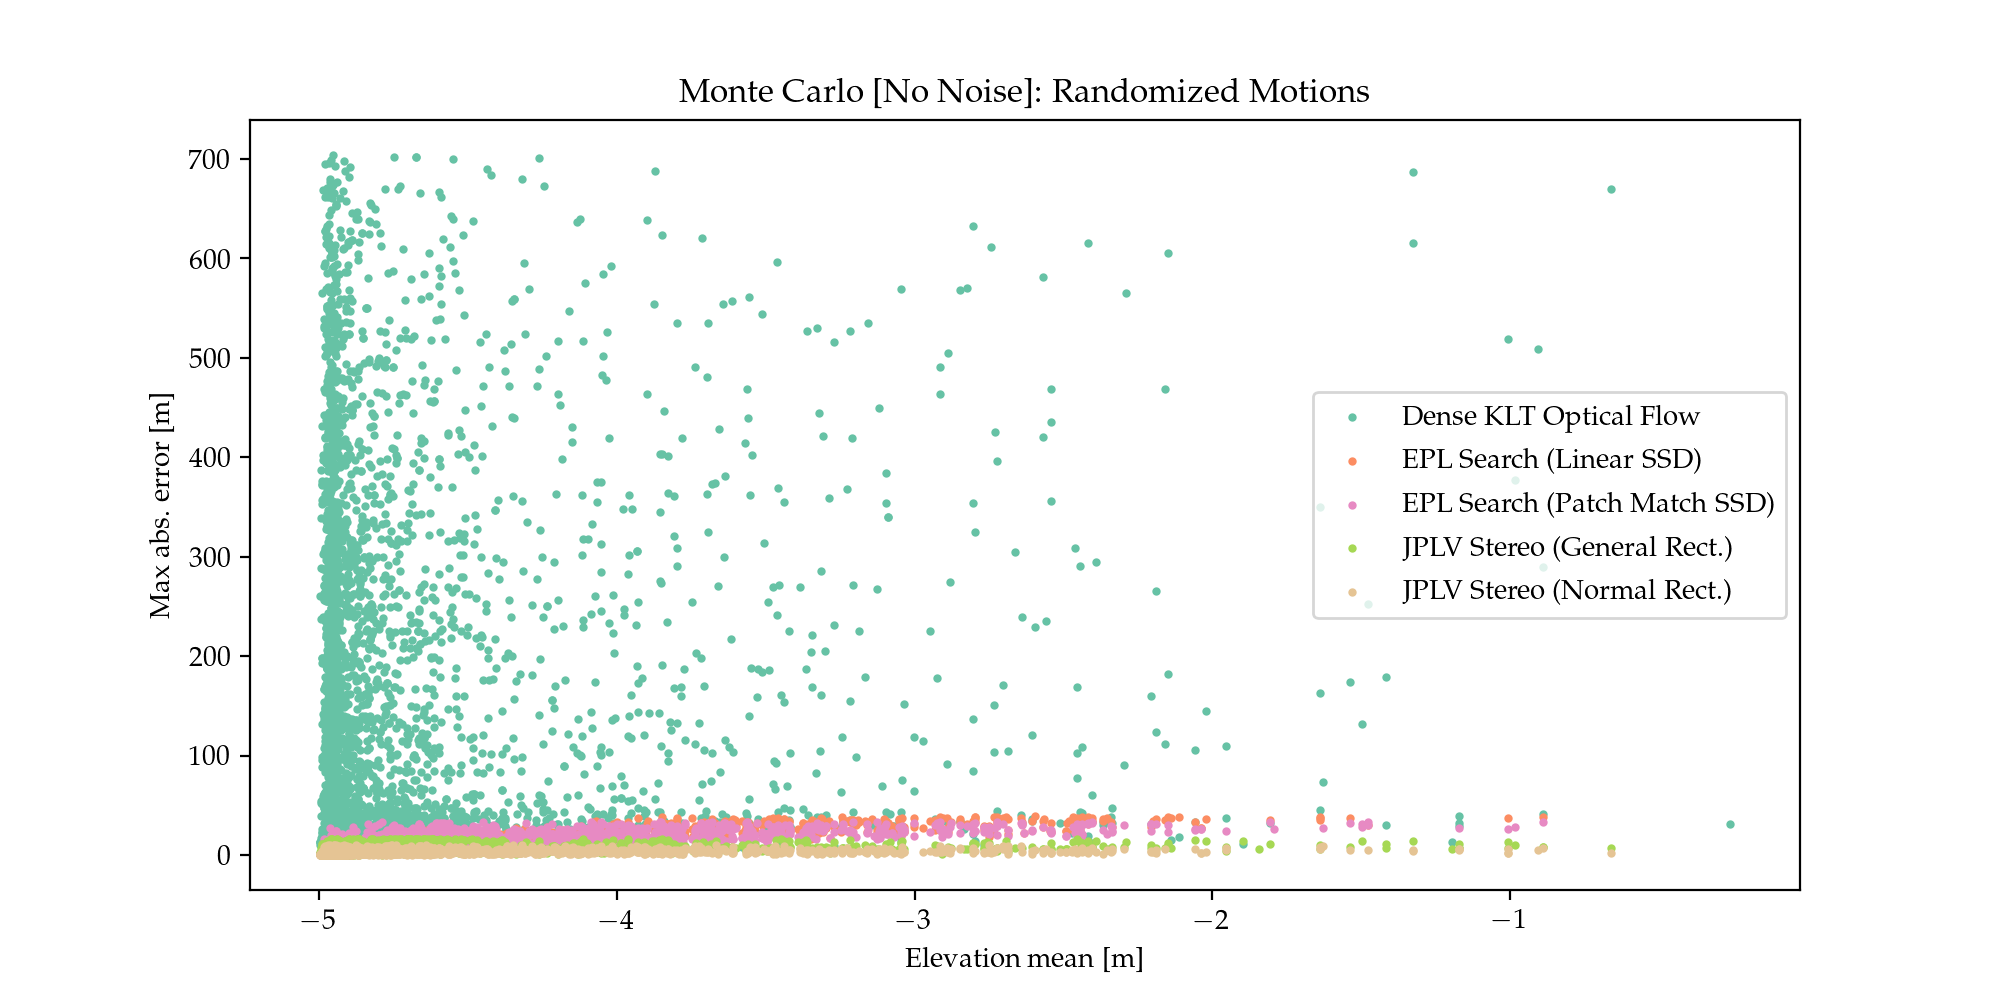 Monte Carlo [No Noise]: Randomized Motions
Max abs. error [m]
700
600
500
400
300
200
100
0
Dense KLT Optical Flow
EPL Search (Linear SSD)
EPL Search (Patch Match SSD)
JPLV Stereo (General Rect.)
JPLV Stereo (Normal Rect.)
−5 −4 −3 −2 −1
Elevation mean [m]